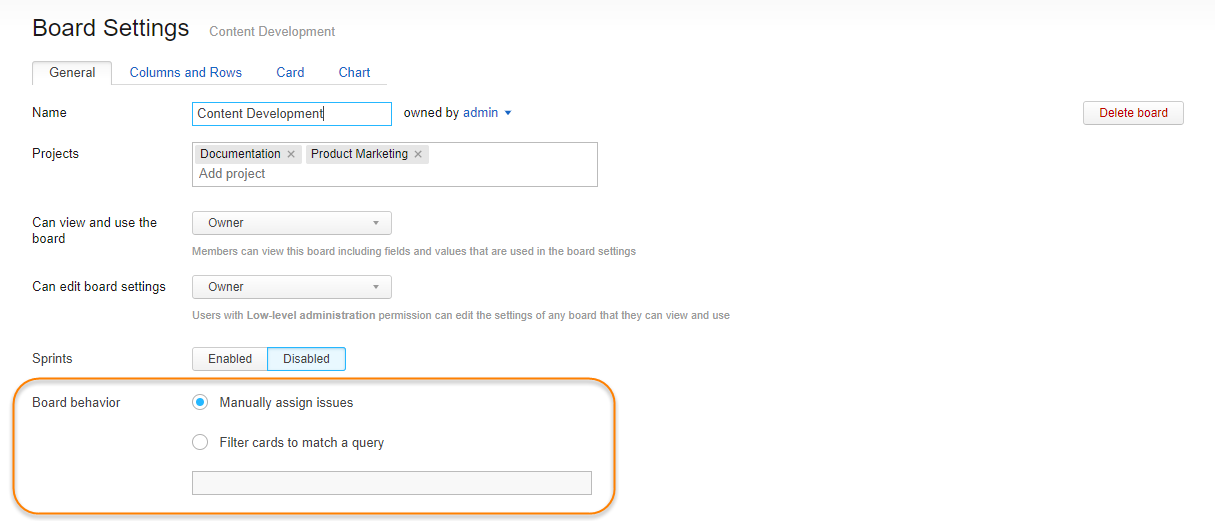 Board Settings Content Development
General Columns and Rows Card Chart
Name Content Development owned by admin Delete board
Projects Documentation × Product Marketing ×
Add project
Can view and use the
board
Owner
Members can view this board including fields and values that are used in the board settings
Can edit board settings Owner
Users with Low-level administration permission can edit the settings of any board that they can view and use
Sprints Enabled Disabled
Board behavior Manually assign issues
Filter cards to match a query